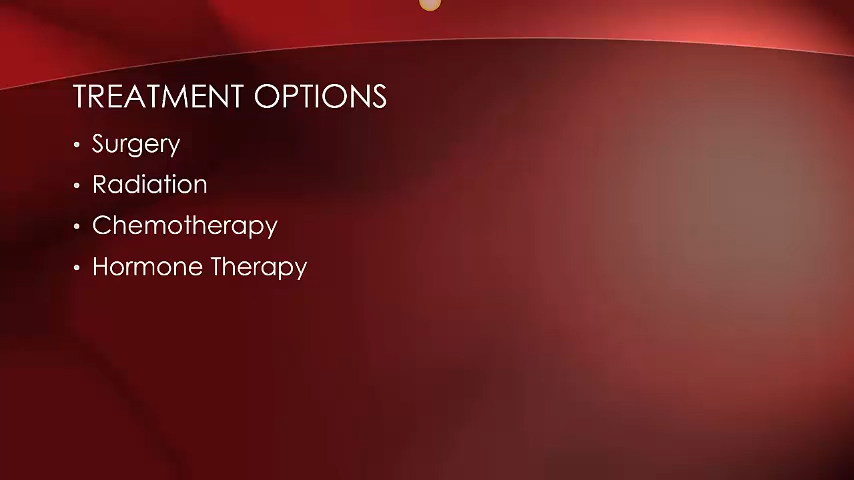 TREATMENT OPTIONS
• Surgery
• Radiation
• Chemotherapy
• Hormone Therapy